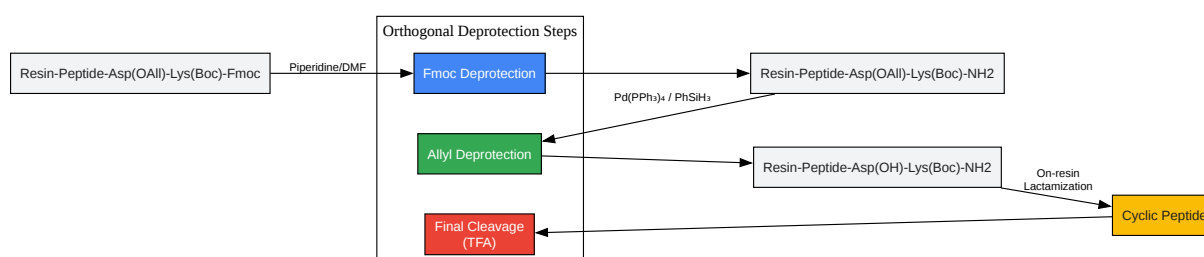 Orthogonal Deprotection Steps
Resin-Peptide-Asp(OAll)-Lys(Boc)-Fmoc
Piperidine/DMF
Fmoc Deprotection
Resin-Peptide-Asp(OAll)-Lys(Boc)-NH2
Pd(PPh₃)₄ / PhSiH₃
Allyl Deprotection
Resin-Peptide-Asp(OH)-Lys(Boc)-NH2
On-resin
Lactamization
Cyclic Peptide
Final Cleavage
(TFA)